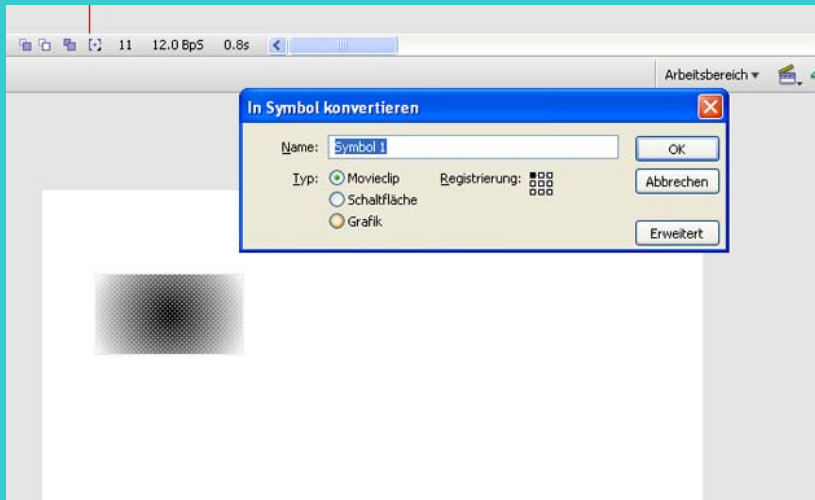 11 12.0 BpS 0.8s
Arbeitsbereich
In Symbol konvertieren
Name: Symbol 1 OK
Typ: Movieclip Registrierung: Abbrechen
Schaltfläche
Grafik Erweitert